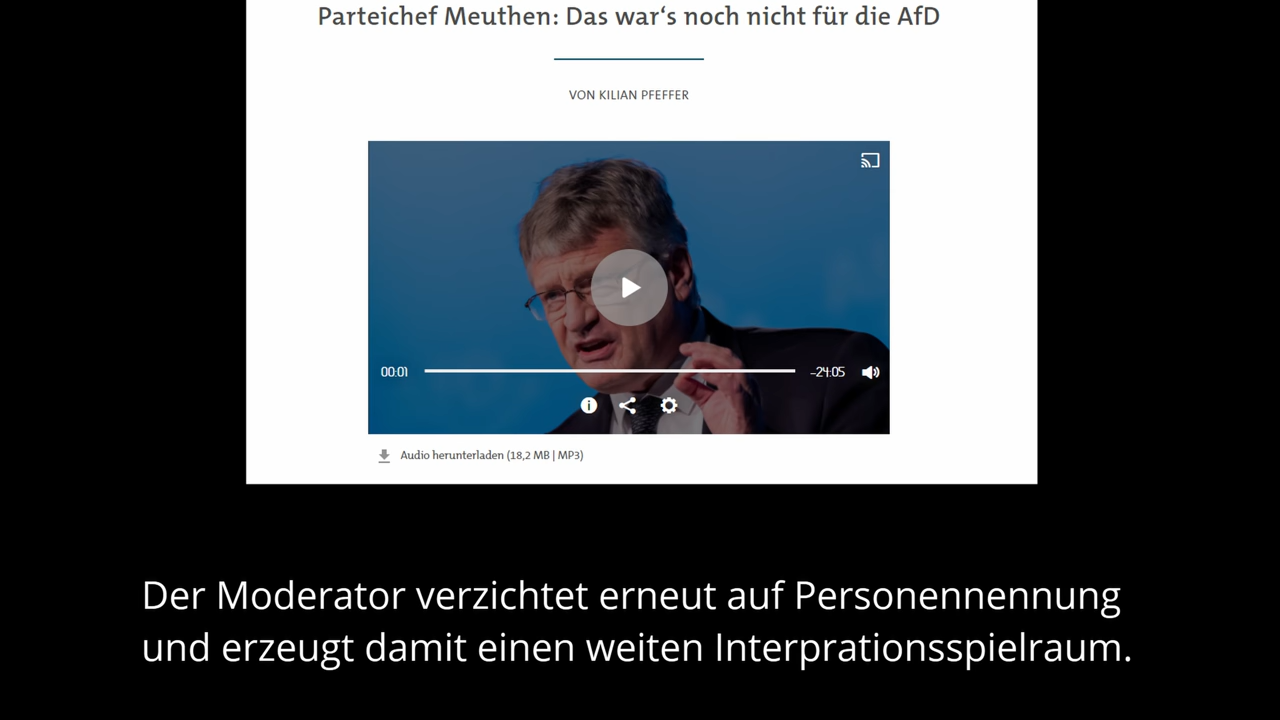 Parteichef Meuthen: Das war‘s noch nicht für die AfD
VON KILIAN PFEFFER
00:01
-24:05
Audio herunterladen (18,2 MB | MP3)
Der Moderator verzichtet erneut auf Personennennung
und erzeugt damit einen weiten Interprationsspielraum.